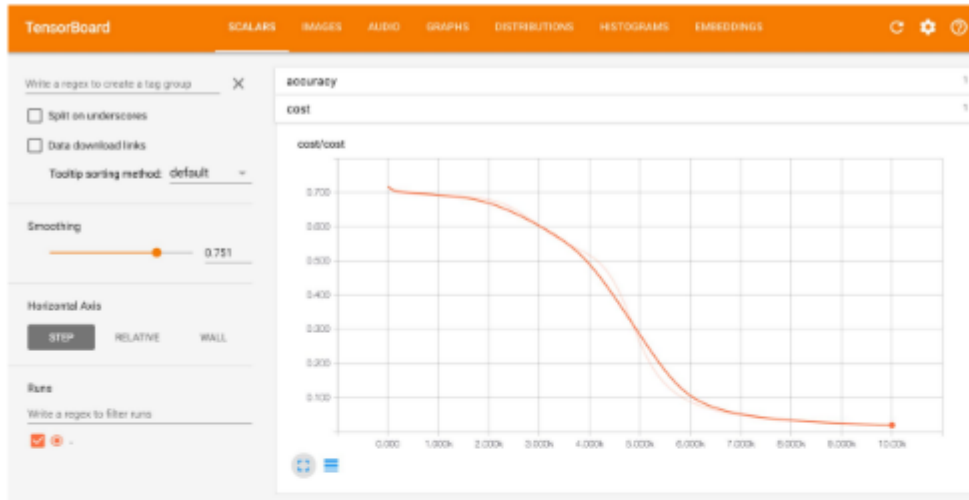 TensorBoard SCALARS IMAGES AUDIO GRAPHS DISTRIBUTIONS HISTOGRAMS EMBEDDINGS
Write a regex to create a tag group
Split on underscores
Data download links
Tooltip sorting method: default
Smoothing
0.751
Horizontal Axis
STEP RELATIVE WALL
Runs
Write a regex to filter runs
.
accuracy 1
cost 1
cost/cost
0.700
0.600
0.500
0.400
0.300
0.200
0.100
0.000 1.000k 2.000k 3.000k 4.000k 5.000k 6.000k 7.000k 8.000k 9.000k 10.00k